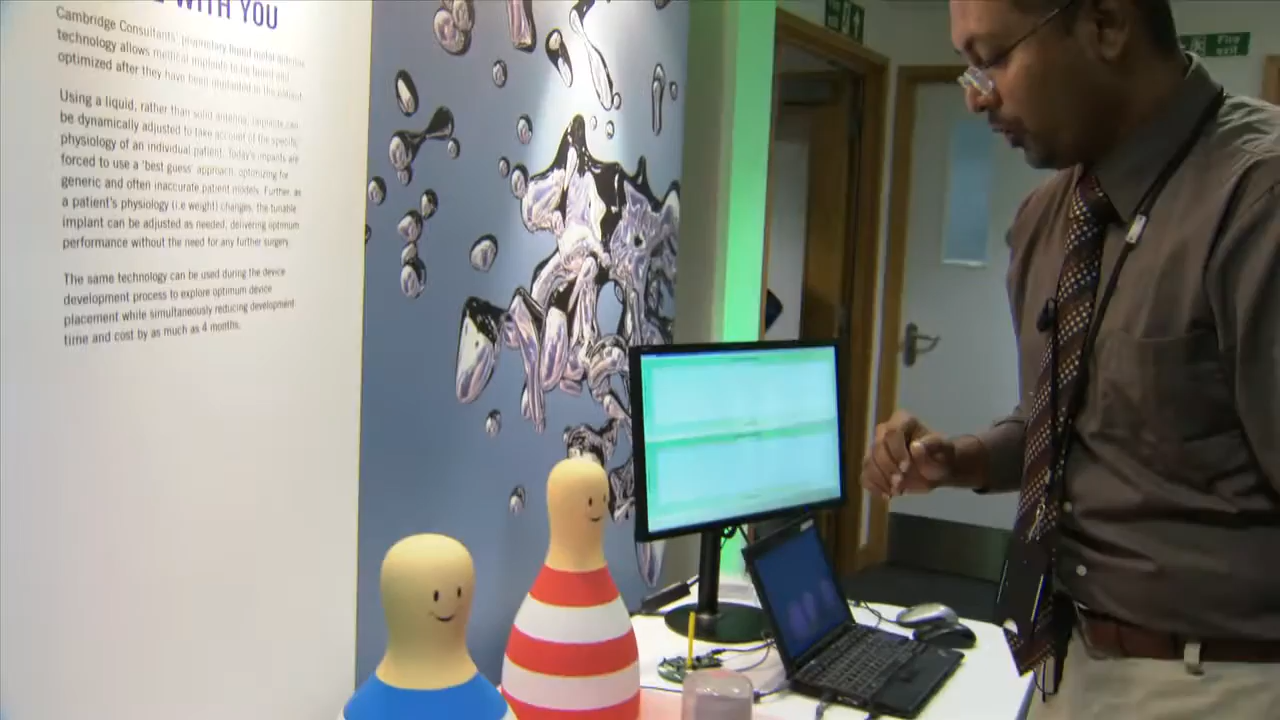 WITH YOU
Cambridge Consultants' proprietary liquid metal antenna
technology allows medical implants to be tuned and
optimized after they have been implanted in the patient.
Using a liquid, rather than solid antenna, implants can
be dynamically adjusted to take account of the specific
physiology of an individual patient. Today's implants are
forced to use a 'best guess' approach, optimizing for
generic and often inaccurate patient models. Further, as
a patient's physiology (i.e weight) changes, the tunable
implant can be adjusted as needed, delivering optimum
performance without the need for any further surgery.
The same technology can be used during the device
development process to explore optimum device
placement while simultaneously reducing development
time and cost by as much as 4 months.
Fire
exit